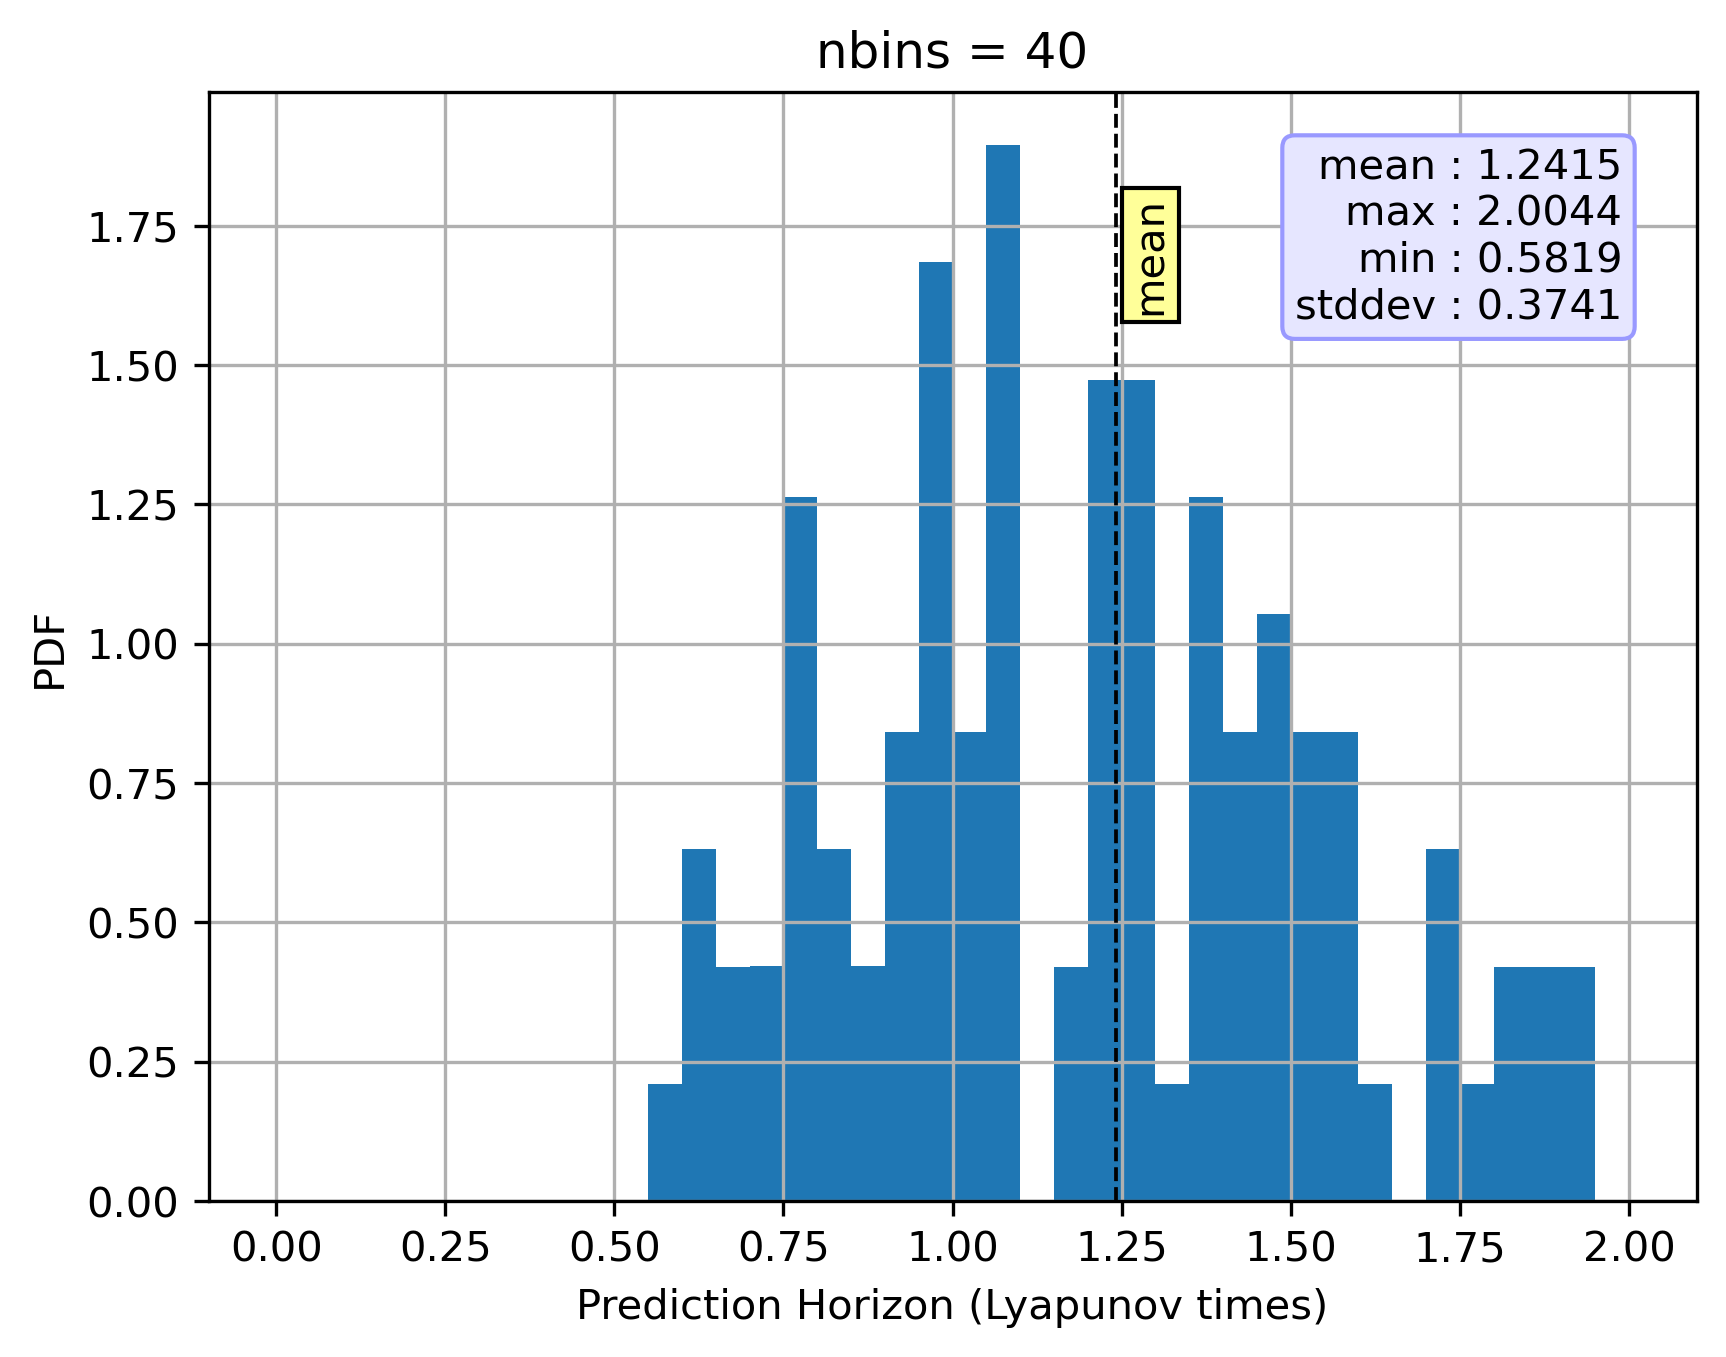 nbins = 40
mean : 1.2415
max : 2.0044
min : 0.5819
stddev : 0.3741
mean
PDF
1.75
1.50
1.25
1.00
0.75
0.50
0.25
0.00
0.00 0.25 0.50 0.75 1.00 1.25 1.50 1.75 2.00
Prediction Horizon (Lyapunov times)